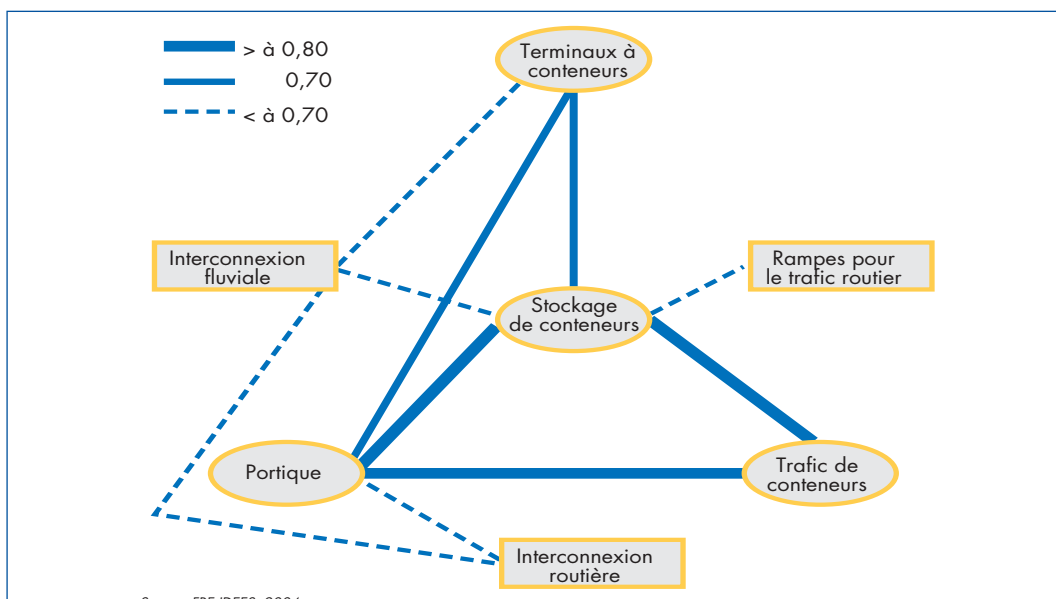 > à 0,80
0,70
< à 0,70
Terminaux à
conteneurs
Interconnexion
fluviale
Rampes pour
le trafic routier
Stockage
de conteneurs
Portique
Trafic de
conteneurs
Interconnexion
routière